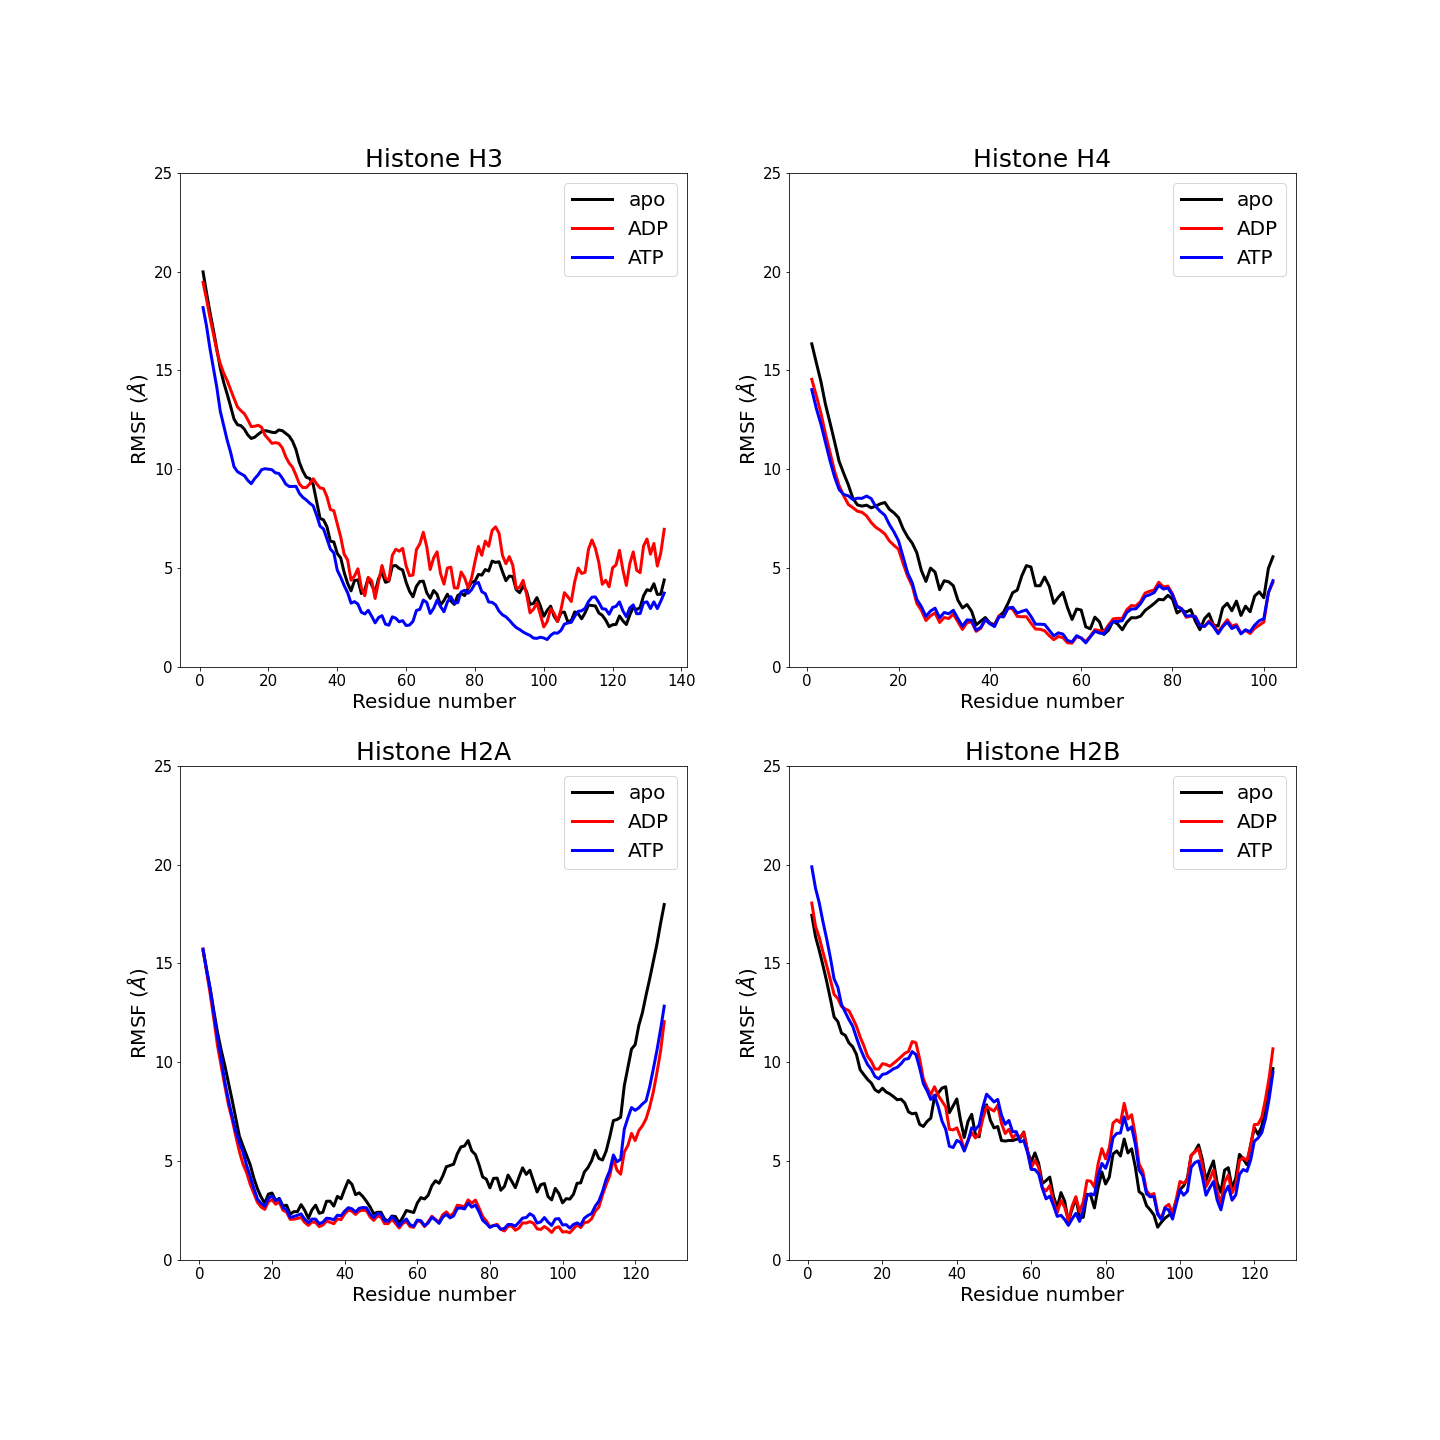 Histone H3
25
20
15
10
5
0
RMSF (Å)
apo
ADP
ATP
0 20 40 60 80 100 120 140
Residue number
Histone H4
25
20
15
10
5
0
RMSF (Å)
apo
ADP
ATP
0 20 40 60 80 100
Residue number
Histone H2A
25
20
15
10
5
0
RMSF (Å)
apo
ADP
ATP
0 20 40 60 80 100 120
Residue number
Histone H2B
25
20
15
10
5
0
RMSF (Å)
apo
ADP
ATP
0 20 40 60 80 100 120
Residue number